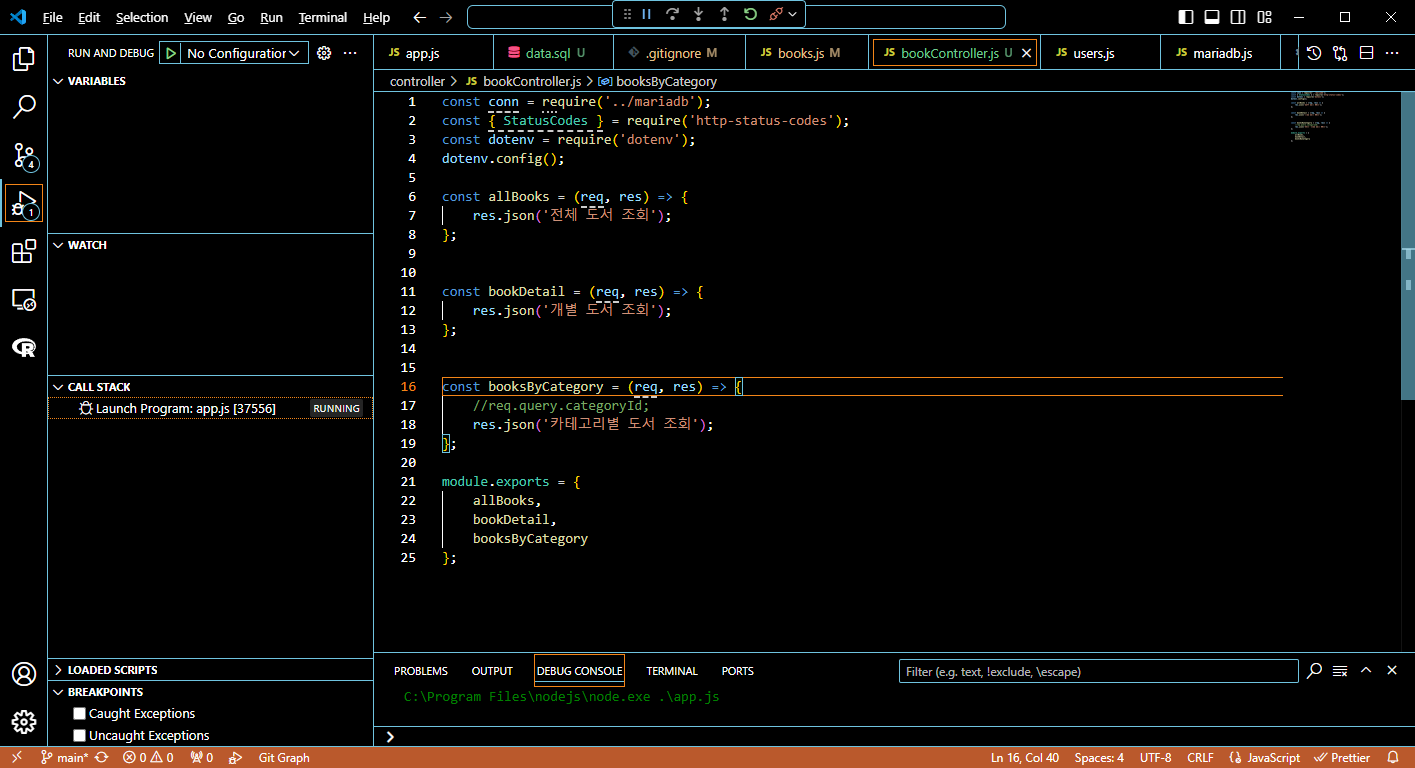 File Edit Selection View Go Run Terminal Help
RUN AND DEBUG No Configuration
JS app.js data.sql U .gitignore M JS books.js M JS bookController.js U JS users.js JS mariadb.js
VARIABLES
WATCH
CALL STACK
Launch Program: app.js [37556] RUNNING
LOADED SCRIPTS
BREAKPOINTS
Caught Exceptions
Uncaught Exceptions
4
1
controller > JS bookController.js > booksByCategory
1 const conn = require('../mariadb');
2 const { StatusCodes } = require('http-status-codes');
3 const dotenv = require('dotenv');
4 dotenv.config();
5
6 const allBooks = (req, res) => {
7 res.json('전체 도서 조회');
8 };
9
10
11 const bookDetail = (req, res) => {
12 res.json('개별 도서 조회');
13 };
14
15
16 const booksByCategory = (req, res) => {
17 //req.query.categoryId;
18 res.json('카테고리별 도서 조회');
19 };
20
21 module.exports = {
22 allBooks,
23 bookDetail,
24 booksByCategory
25 };
PROBLEMS OUTPUT DEBUG CONSOLE TERMINAL PORTS Filter (e.g. text, !exclude, \escape)
C:\Program Files\nodejs\node.exe .\app.js
main* 0 0 0 Git Graph Ln 16, Col 40 Spaces: 4 UTF-8 CRLF JavaScript Prettier